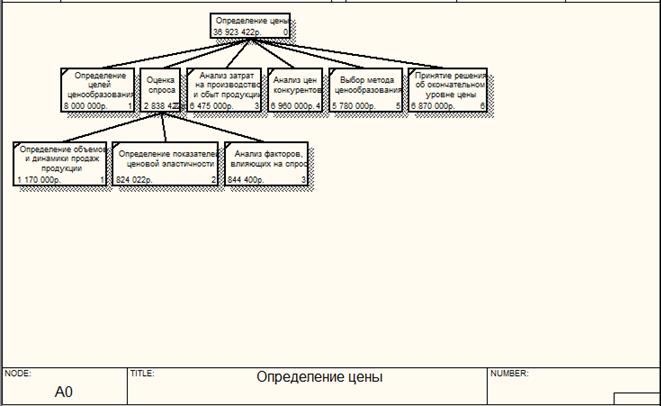 Определение цены
36 923 422р. 0
Определение
целей
ценообразования
8 000 000р. 1
Оценка
спроса
2 838 42
Анализ затрат
на производство
и сбыт продукции
6 475 000р. 3
Анализ цен
конкурентов
6 960 000р. 4
Выбор метода
ценообразования
5 780 000р. 5
Принятие решения
об окончательном
уровне цены
6 870 000р. 6
Определение объемов
и динамики продаж
продукции
1 170 000р. 1
Определение показателе
ценовой эластичности
824 022р. 2
Анализ факторов,
влияющих на спрос
844 400р. 3
NODE:
A0
TITLE:
Определение цены
NUMBER: